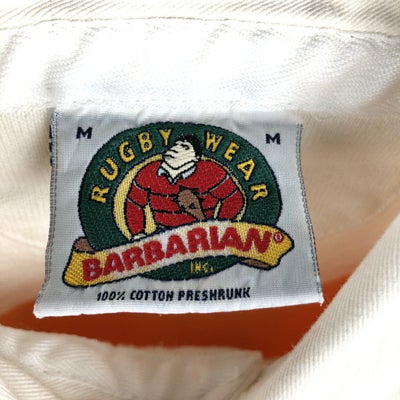 M M
RUGBY WEAR
BARBARIAN®
INC.
100% COTTON PRESHRUNK